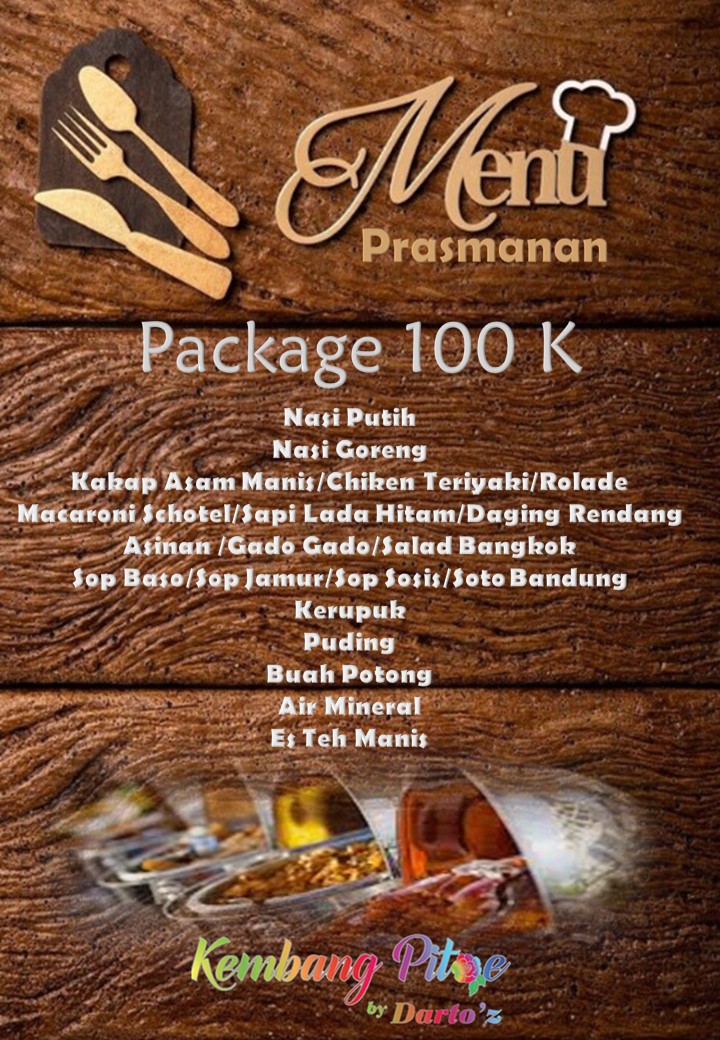 Menu
Prasmanan
Package 100 K
Nasi Putih
Nasi Goreng
Kakap Asam Manis/Chiken Teriyaki/Rolade
Macaroni Schotel/Sapi Lada Hitam/Daging Rendang
Asinan /Gado Gado/Salad Bangkok
Sop Baso/Sop Jamur/Sop Sosis/Soto Bandung
Kerupuk
Puding
Buah Potong
Air Mineral
Es Teh Manis
Kembang Pitoe
by Darto'z